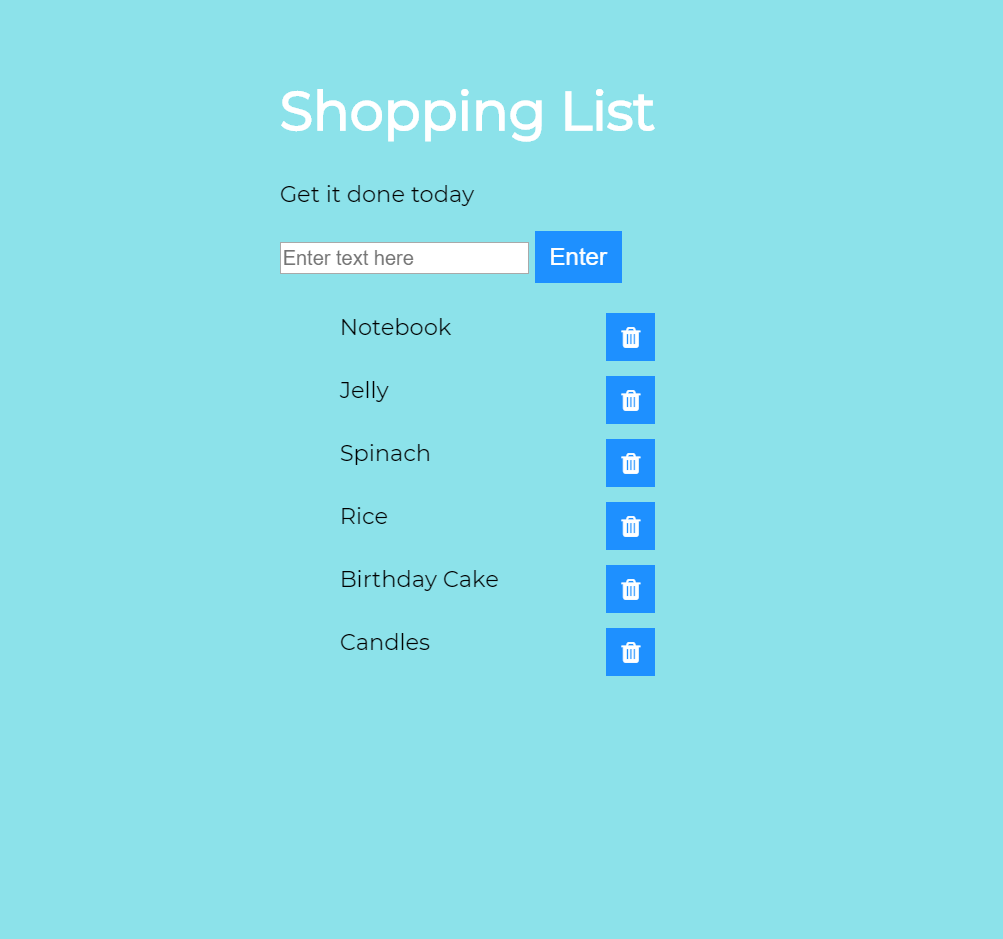 Shopping List
Get it done today
Enter text here Enter
Notebook
Jelly
Spinach
Rice
Birthday Cake
Candles